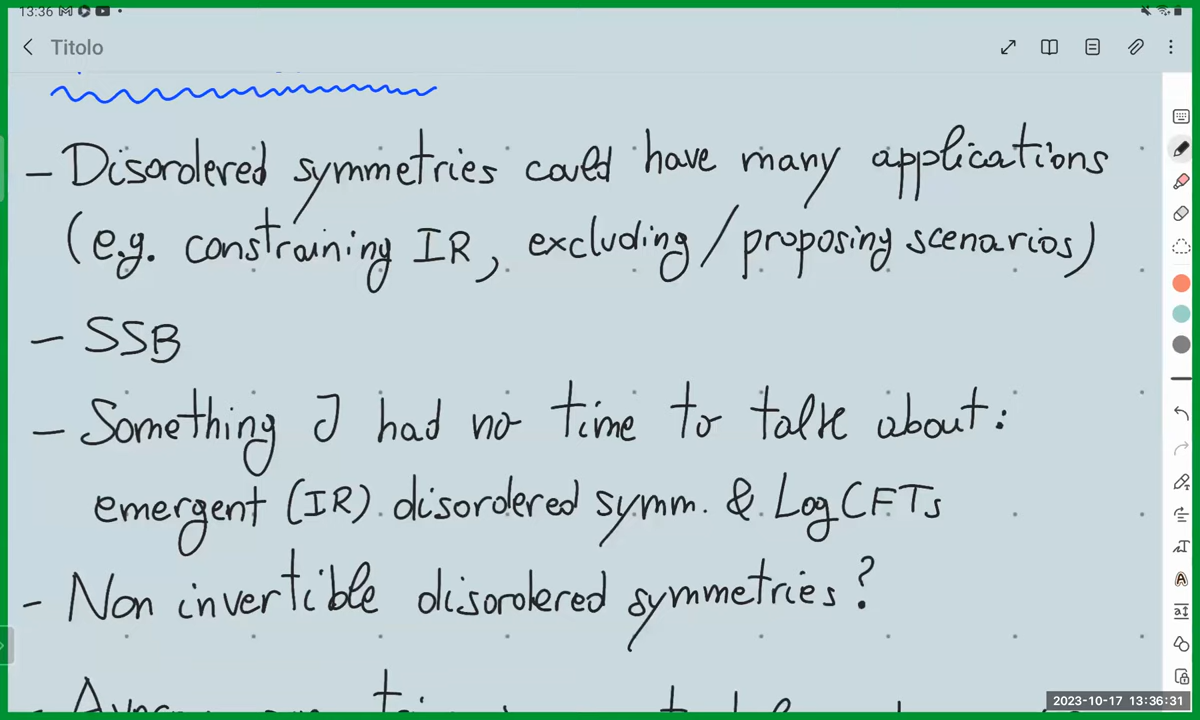 13:36
Titolo
- Disordered symmetries could have many applications
(e.g. constraining IR, excluding/proposing scenarios)
- SSB
- Something I had no time to talk about:
emergent (IR) disordered symm. & LogCFTs
- Non invertible disordered symmetries?
2023-10-17 13:36:31